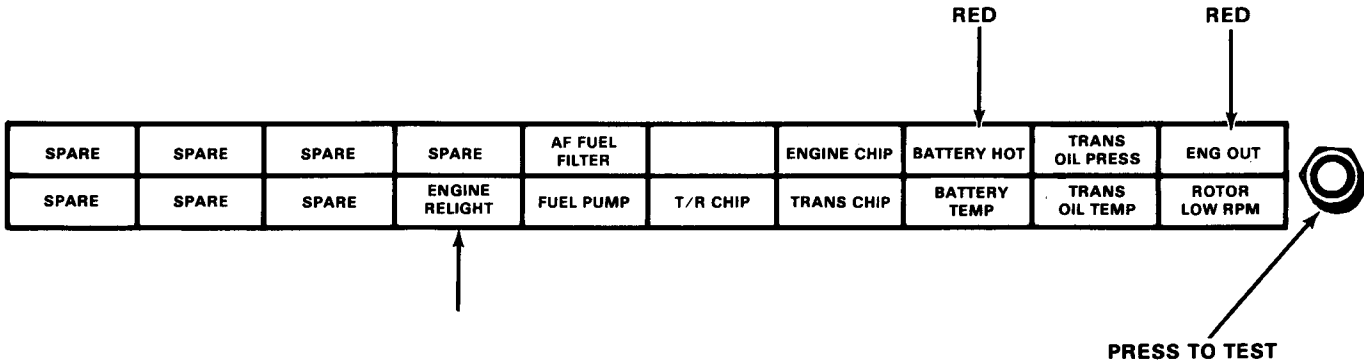 RED RED
SPARE SPARE SPARE SPARE AF FUEL FILTER ENGINE CHIP BATTERY HOT TRANS OIL PRESS ENG OUT
SPARE SPARE SPARE ENGINE RELIGHT FUEL PUMP T/R CHIP TRANS CHIP BATTERY TEMP TRANS OIL TEMP ROTOR LOW RPM
PRESS TO TEST